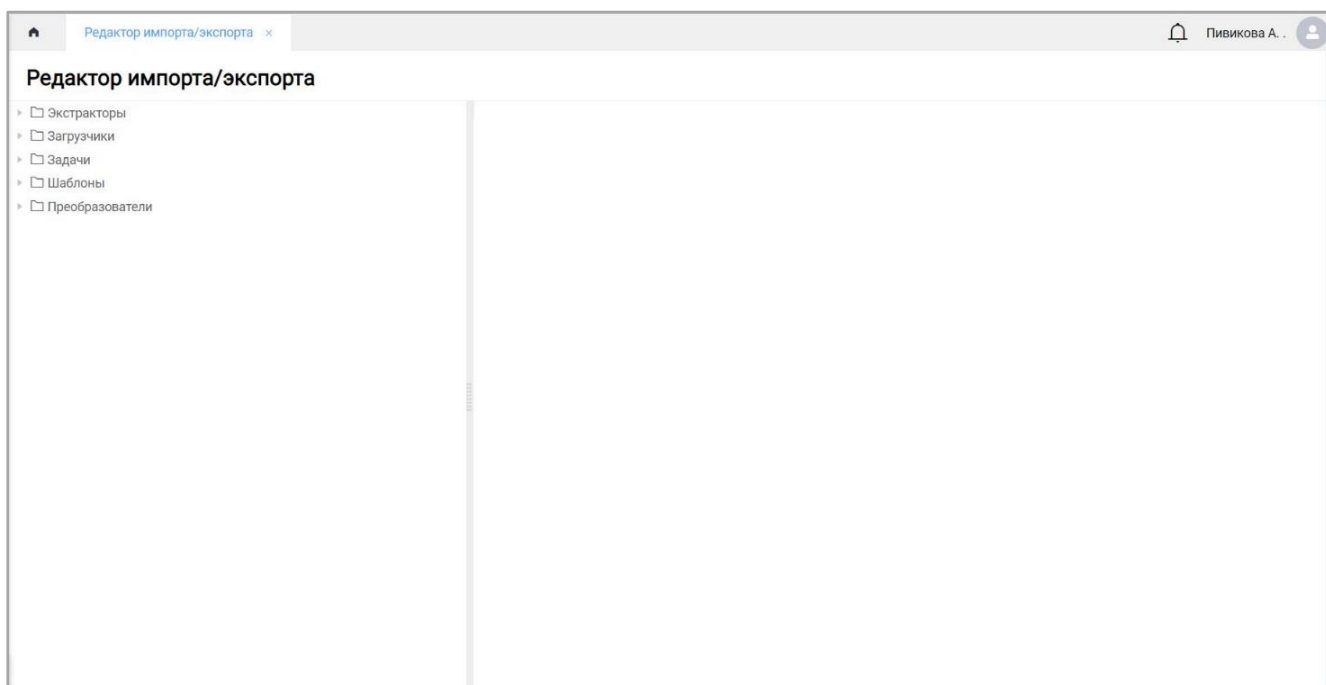 Редактор импорта/экспорта ×
Пивикова А. .
Редактор импорта/экспорта
Экстракторы
Загрузчики
Задачи
Шаблоны
Преобразователи